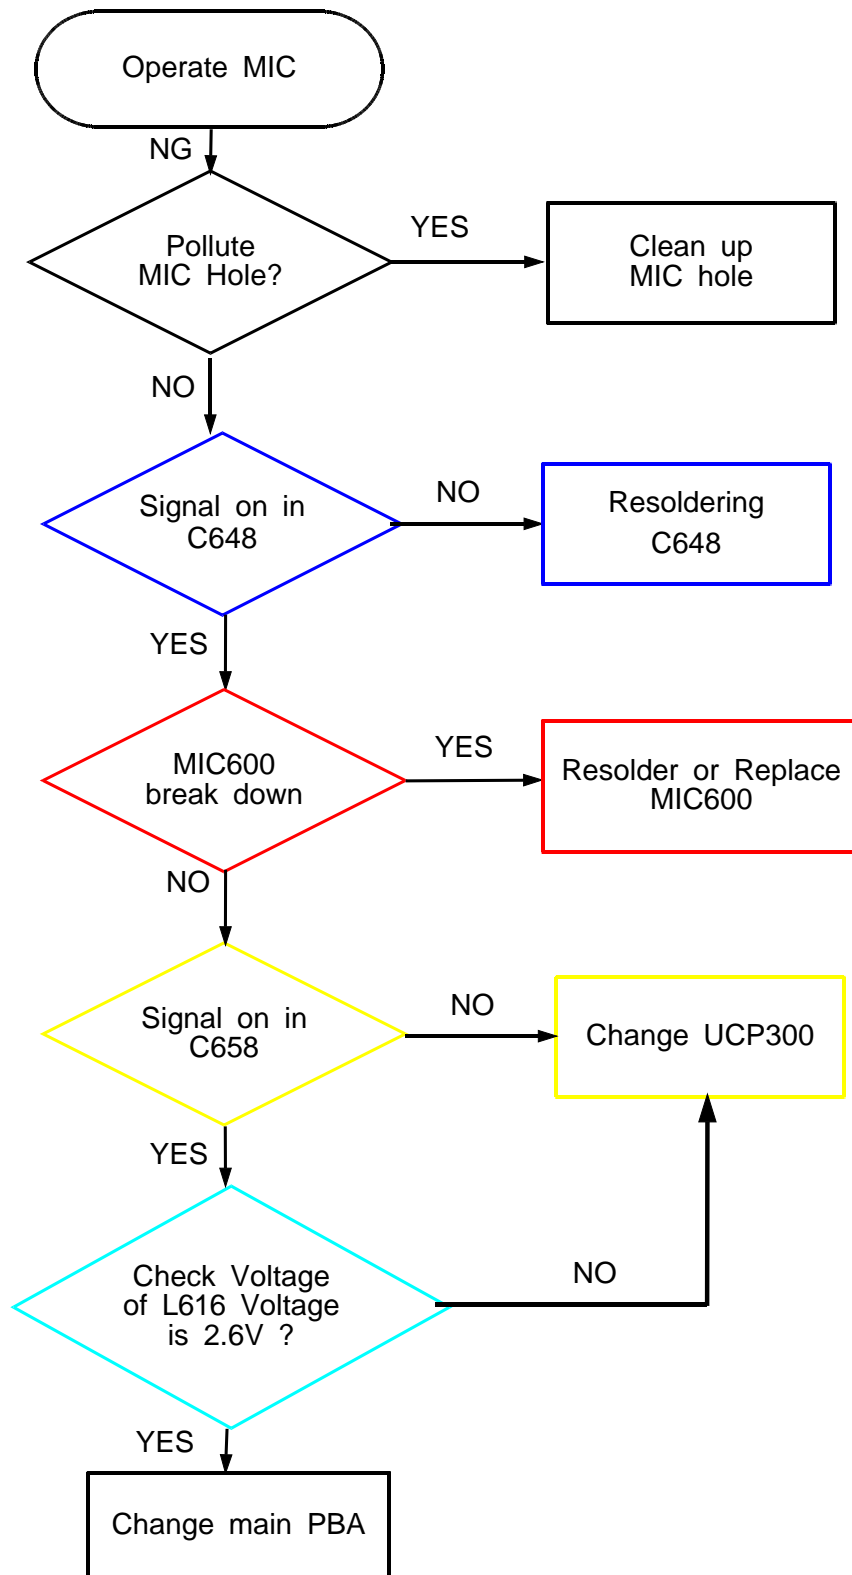 Operate MIC
NG
Pollute
MIC Hole?
YES
Clean up
MIC hole
NO
Signal on in
C648
NO
Resoldering
C648
YES
MIC600
break down
YES
Resolder or Replace
MIC600
NO
Signal on in
C658
NO
Change UCP300
YES
Check Voltage
of L616 Voltage
is 2.6V ?
NO
YES
Change main PBA